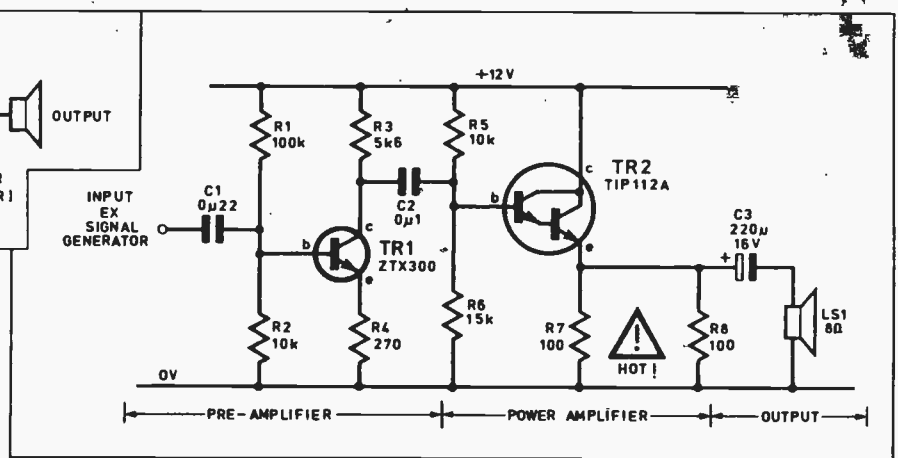 OUTPUT
R]
INPUT
EX
SIGNAL
GENERATOR
C1
0µ22
R1
100k
R2
10k
b
c
e
TR1
ZTX300
R3
5k6
R4
270
C2
0µ1
+12V
R5
10k
R6
15k
b
c
e
TR2
TIP112A
R7
100
!
HOT!
R8
100
C3
220µ
16V
+
LS1
8Ω
0V
PRE-AMPLIFIER
POWER AMPLIFIER
OUTPUT